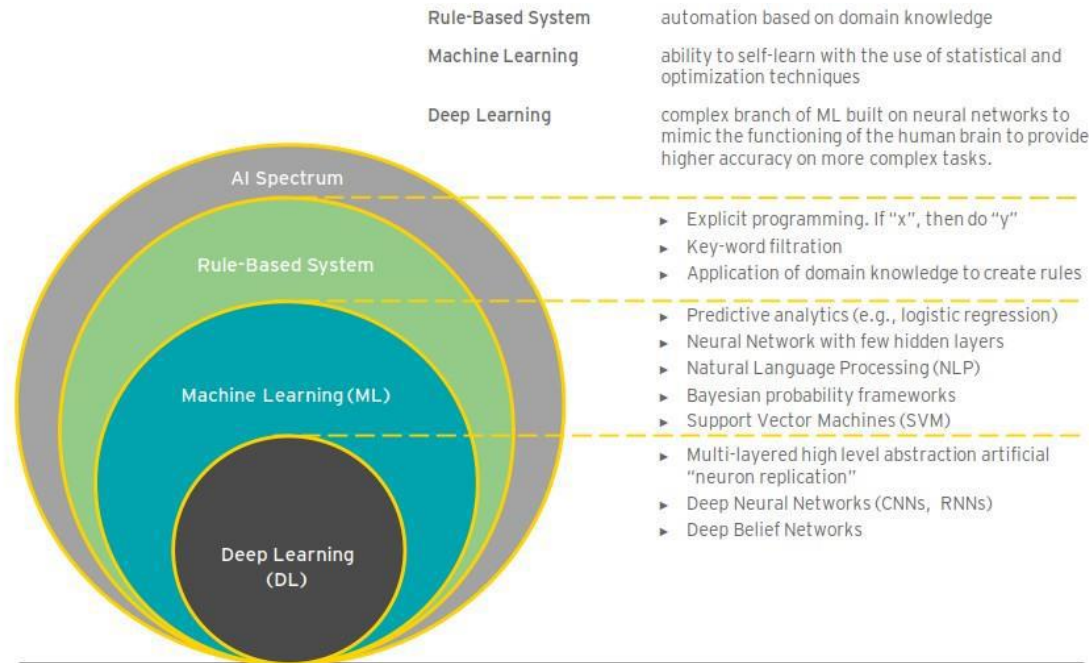 Rule-Based System automation based on domain knowledge
Machine Learning ability to self-learn with the use of statistical and
optimization techniques
Deep Learning complex branch of ML built on neural networks to
mimic the functioning of the human brain to provide
higher accuracy on more complex tasks.
AI Spectrum
► Explicit programming. If “x”, then do “y”
► Key-word filtration
► Application of domain knowledge to create rules
Rule-Based System
► Predictive analytics (e.g., logistic regression)
► Neural Network with few hidden layers
► Natural Language Processing (NLP)
► Bayesian probability frameworks
► Support Vector Machines (SVM)
Machine Learning (ML)
► Multi-layered high level abstraction artificial
“neuron replication”
► Deep Neural Networks (CNNs, RNNs)
► Deep Belief Networks
Deep Learning
(DL)